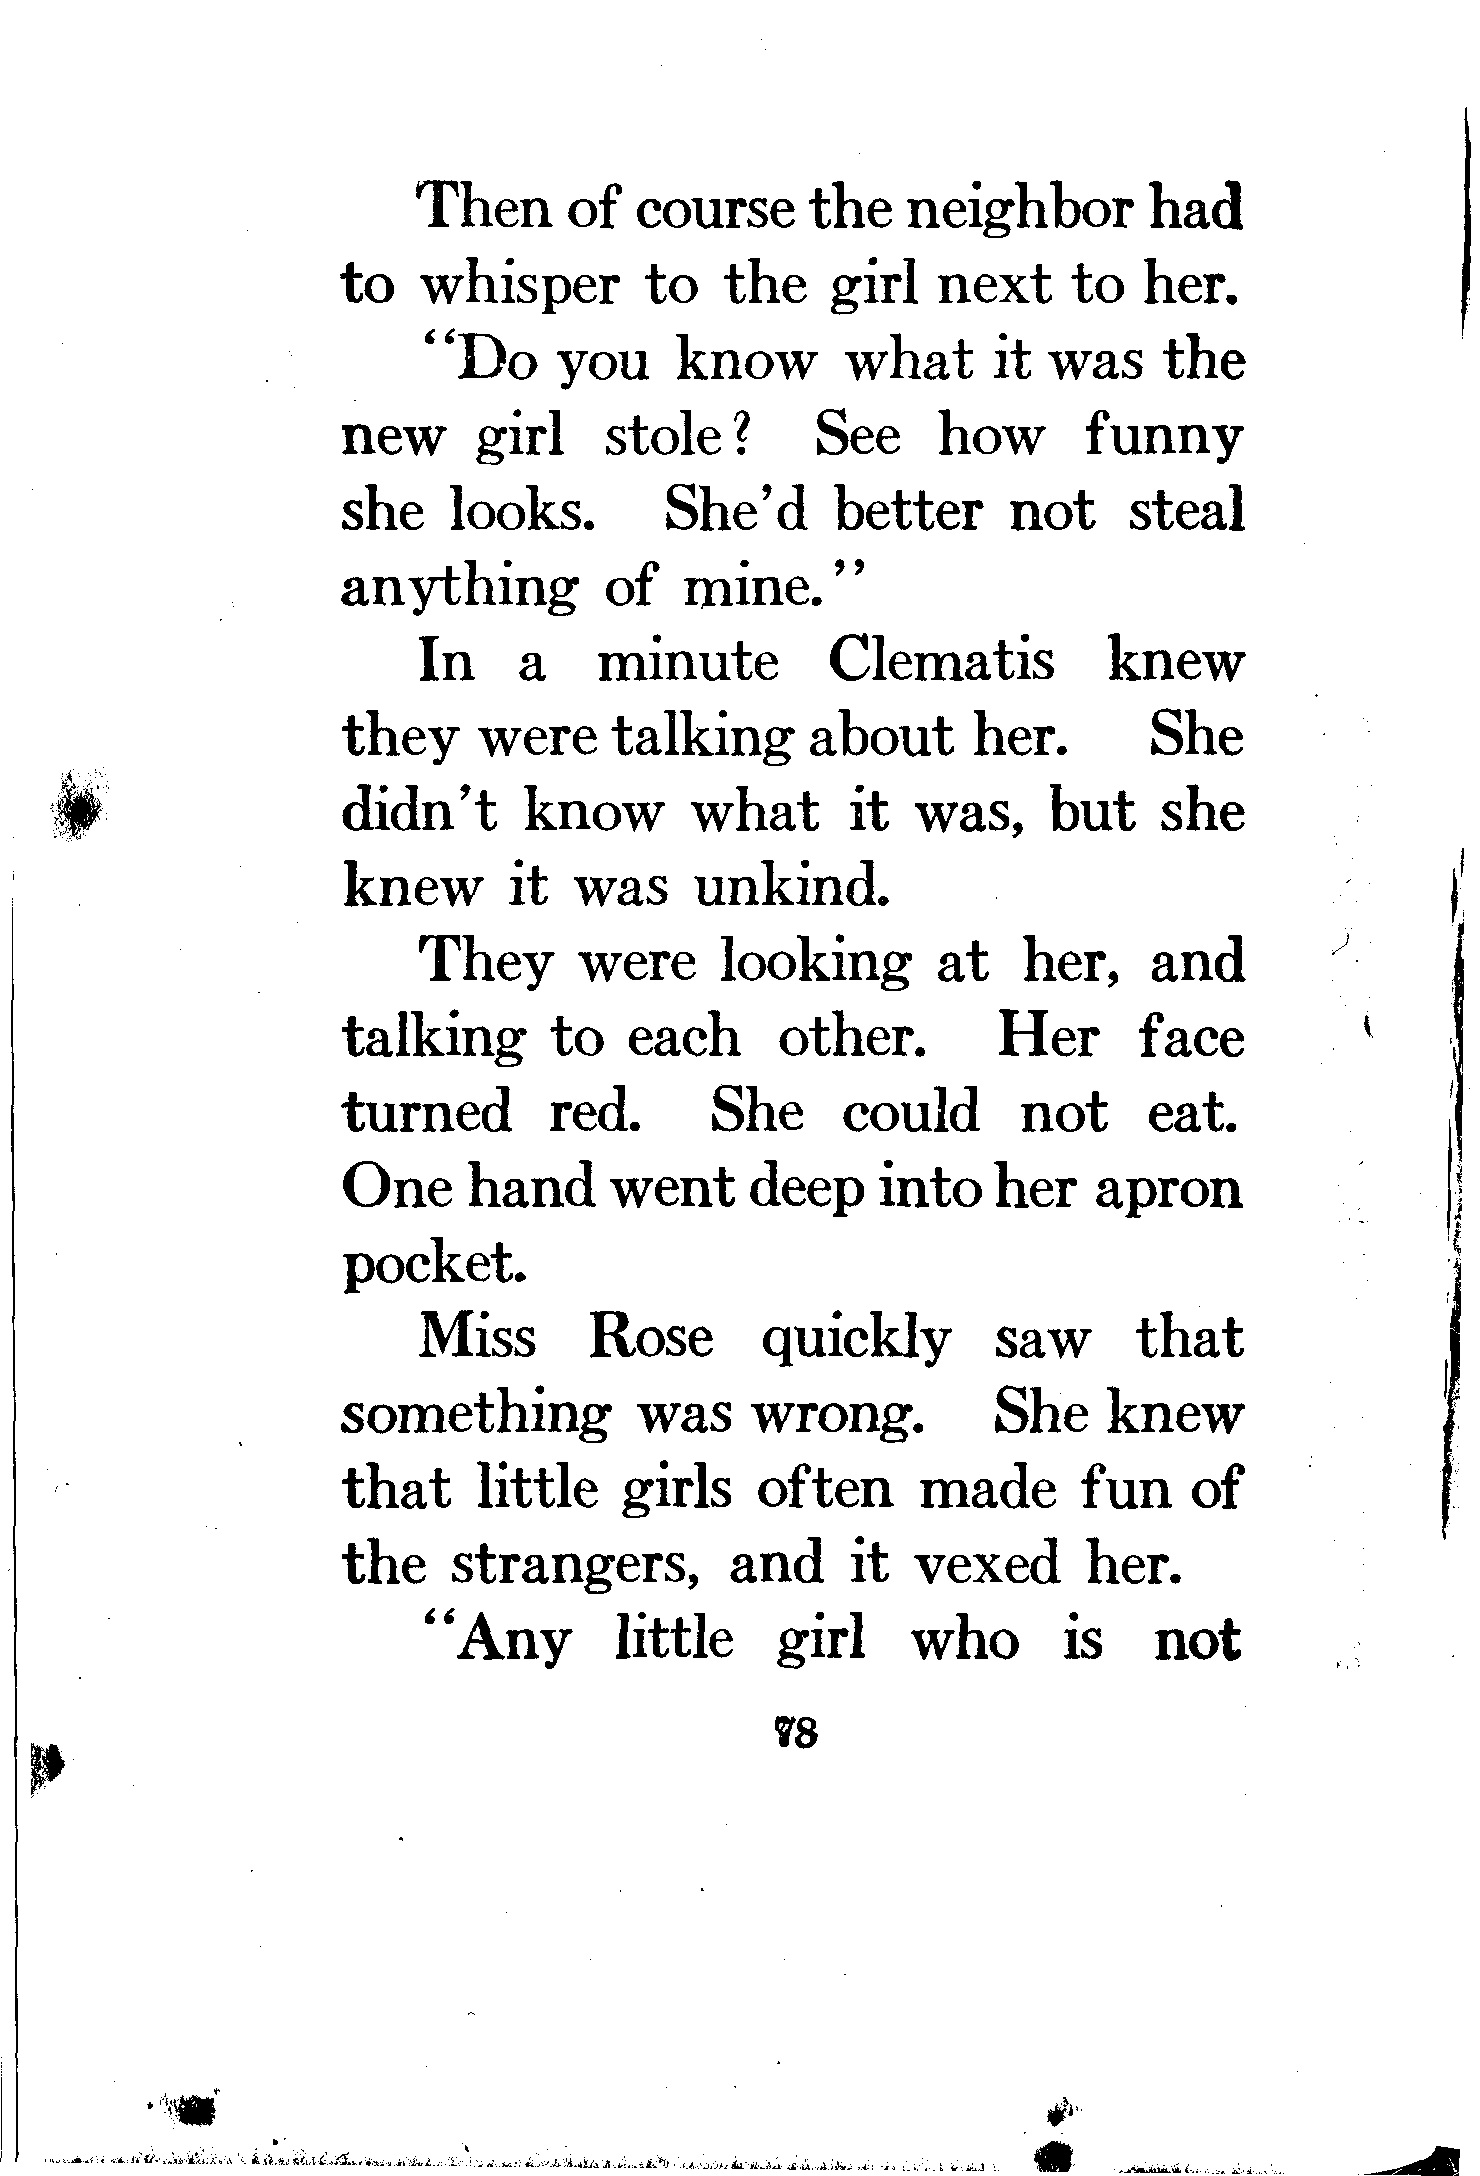 Then of course the neighbor had
to whisper to the girl next to her.
“Do you know what it was the
new girl stole? See how funny
she looks. She’d better not steal
anything of mine.”
In a minute Clematis knew
they were talking about her. She
didn’t know what it was, but she
knew it was unkind.
They were looking at her, and
talking to each other. Her face
turned red. She could not eat.
One hand went deep into her apron
pocket.
Miss Rose quickly saw that
something was wrong. She knew
that little girls often made fun of
the strangers, and it vexed her.
“Any little girl who is not
78